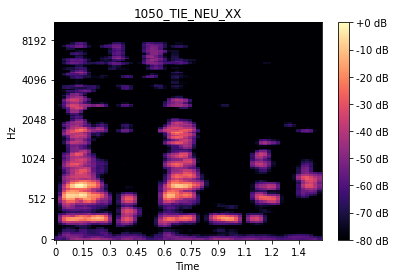 1050_TIE_NEU_XX
Hz
8192
4096
2048
1024
512
0
0 0.15 0.3 0.45 0.6 0.75 0.9 1.1 1.2 1.4
Time
+0 dB
-10 dB
-20 dB
-30 dB
-40 dB
-50 dB
-60 dB
-70 dB
-80 dB